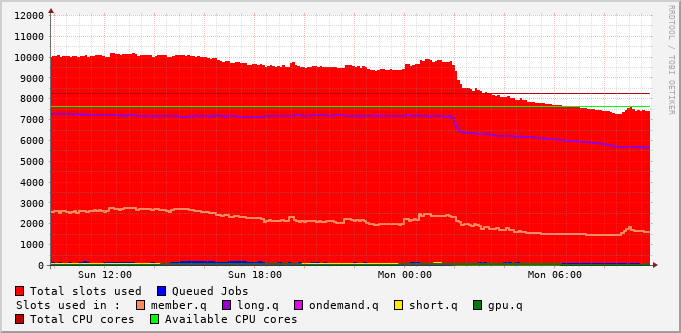 RRDTOOL / TOBI OETIKER
12000
11000
10000
9000
8000
7000
6000
5000
4000
3000
2000
1000
0
Sun 12:00 Sun 18:00 Mon 00:00 Mon 06:00
Total slots used Queued Jobs
Slots used in : member.q long.q ondemand.q short.q gpu.q
Total CPU cores Available CPU cores